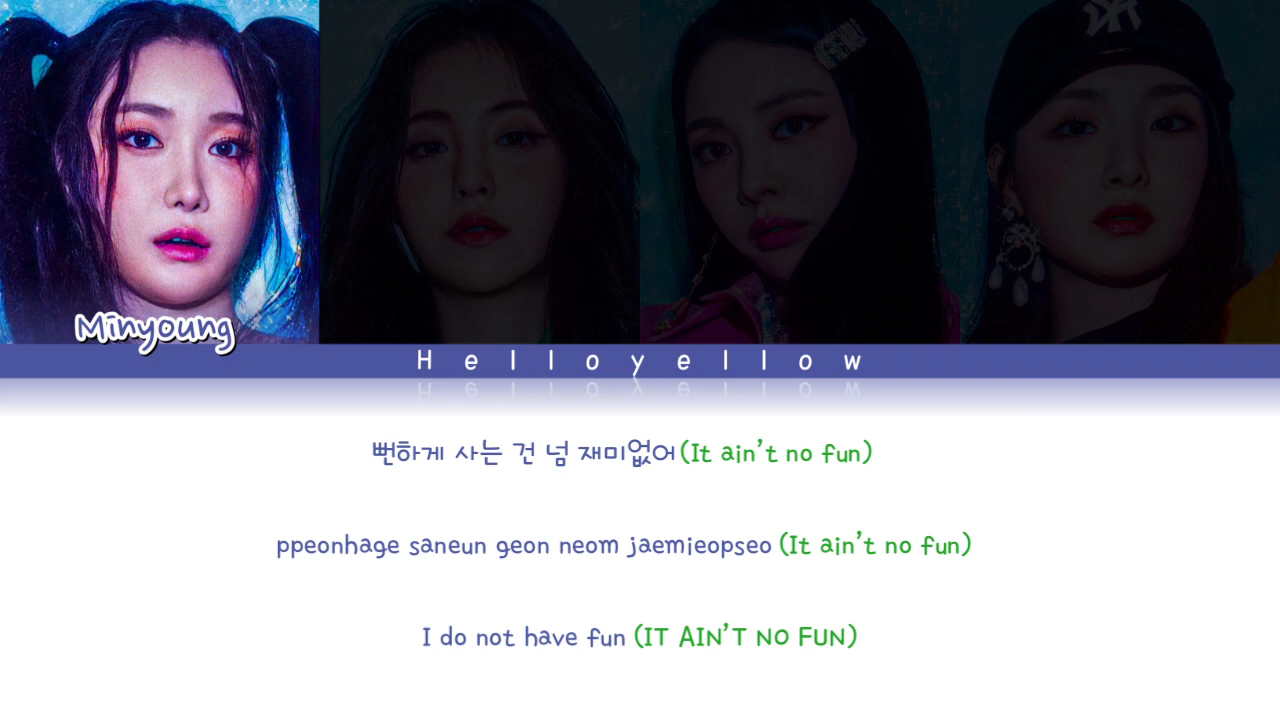 Minyoung
Helloyellow
뻔하게 사는 건 넘 재미없어 (It ain't no fun)
ppeonhage saneun geon neom jaemieopseo (It ain't no fun)
I do not have fun (IT AIN'T NO FUN)